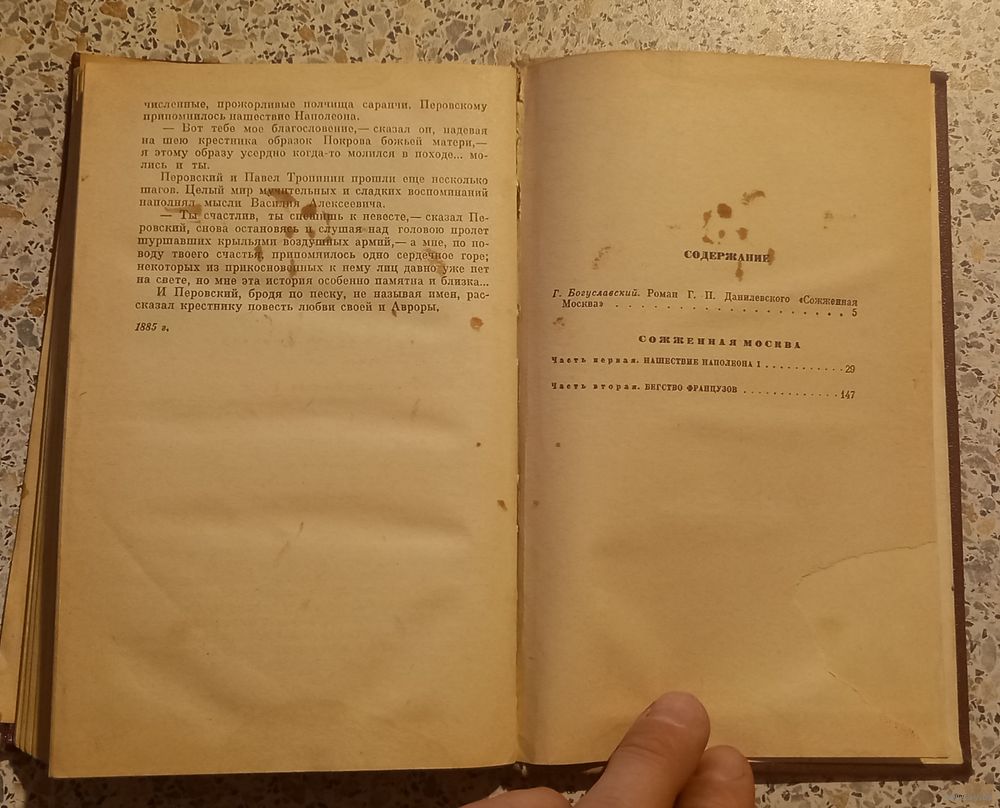 численные, прожорливые полчища саранчи. Перовскому
припомнилось нашествие Наполеона.
— Вот тебе мое благословение,— сказал он, надевая
на шею крестника образок Покрова божьей матери,—
я этому образу усердно когда-то молился в походе... мо-
лись и ты.
Перовский и Павел Тропинин прошли еще несколько
шагов. Целый мир мучительных и сладких воспоминаний
наполнял мысли Василия Алексеевича.
— Ты счастлив, ты спешишь к невесте,— сказал Пе-
ровский, снова остановясь и слушая над головою пролет
шуршавших крыльями воздушных армий,— а мне, по по-
воду твоего счастья, припомнилось одно сердечное горе;
некоторых из прикосновенных к нему лиц давно уже нет
на свете, но мне эта история особенно памятна и близка...
И Перовский, бродя по песку, не называя имен, рас-
сказал крестнику повесть любви своей и Авроры.
1885 г.
СОДЕРЖАНИЕ
Г. Богуславский. Роман Г. П. Данилевского «Сожженная
Москва» . . . . . . . . . . . . . . . . . . 5
СОЖЖЕННАЯ МОСКВА
Часть первая. НАШЕСТВИЕ НАПОЛЕОНА I . . . . . . . . . . . 29
Часть вторая. БЕГСТВО ФРАНЦУЗОВ . . . . . . . . . . . . . 147